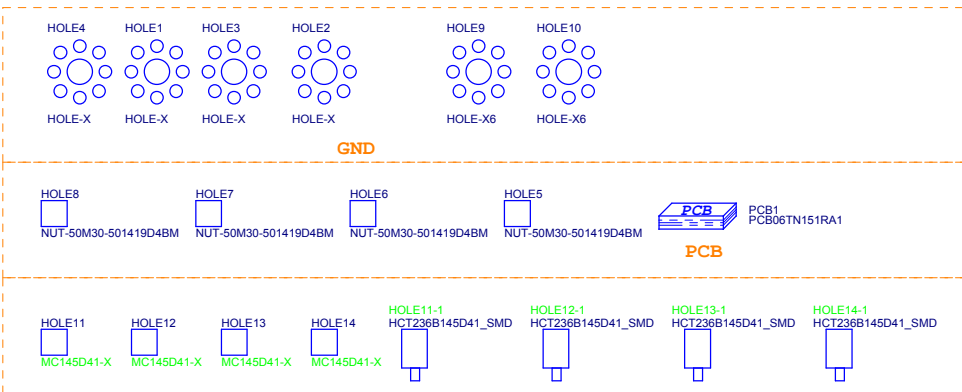 HOLE4 HOLE1 HOLE3 HOLE2 HOLE9 HOLE10
HOLE-X HOLE-X HOLE-X HOLE-X HOLE-X6 HOLE-X6
GND
HOLE8 HOLE7 HOLE6 HOLE5
PCB PCB1
PCB06TN151RA1
NUT-50M30-501419D4BM NUT-50M30-501419D4BM NUT-50M30-501419D4BM NUT-50M30-501419D4BM
PCB
HOLE11-1 HOLE12-1 HOLE13-1 HOLE14-1
HOLE11 HOLE12 HOLE13 HOLE14 HCT236B145D41_SMD HCT236B145D41_SMD HCT236B145D41_SMD HCT236B145D41_SMD
MC145D41-X MC145D41-X MC145D41-X MC145D41-X